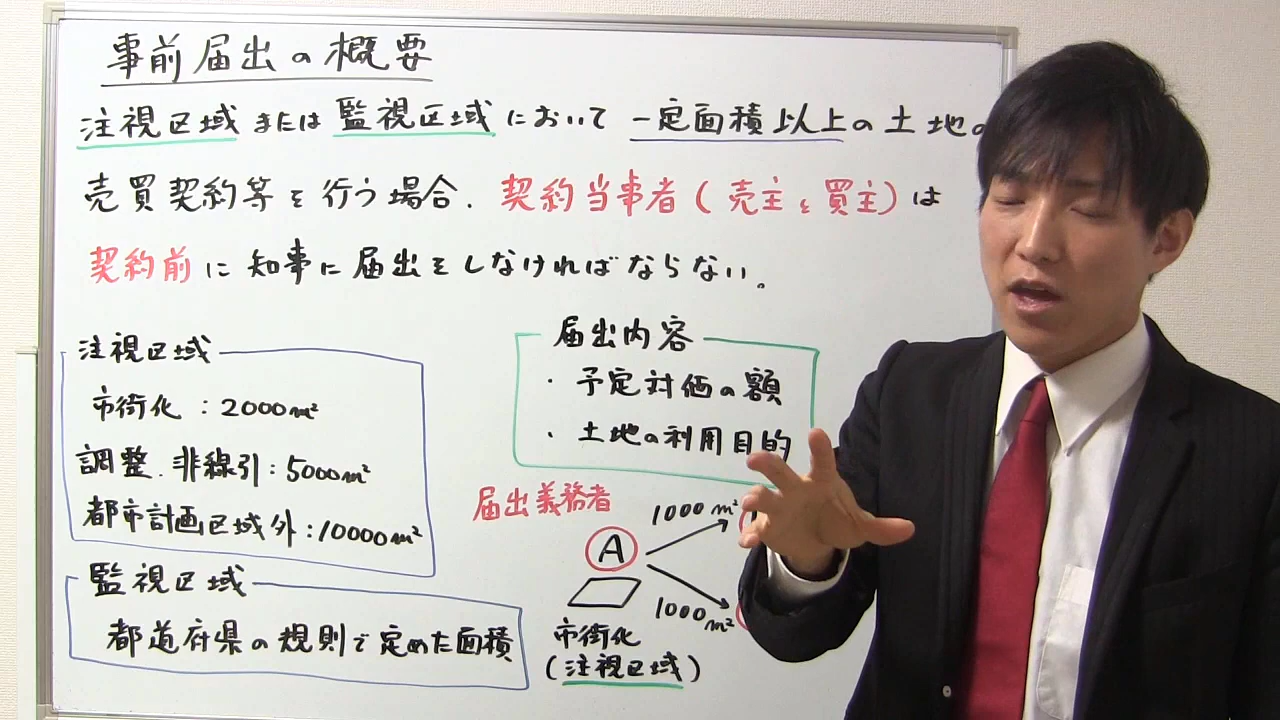 事前届出の概要
注視区域または監視区域において一定面積以上の土地の
売買契約等を行う場合、契約当事者(売主と買主)は
契約前に知事に届出をしなければならない。
注視区域
市街化:2000m²
調整、非線引:5000m²
都市計画区域外:10000m²
監視区域
都道府県の規則で定めた面積
届出内容
・予定対価の額
・土地の利用目的
届出義務者
1000m²
A
1000m²
市街化
(注視区域)